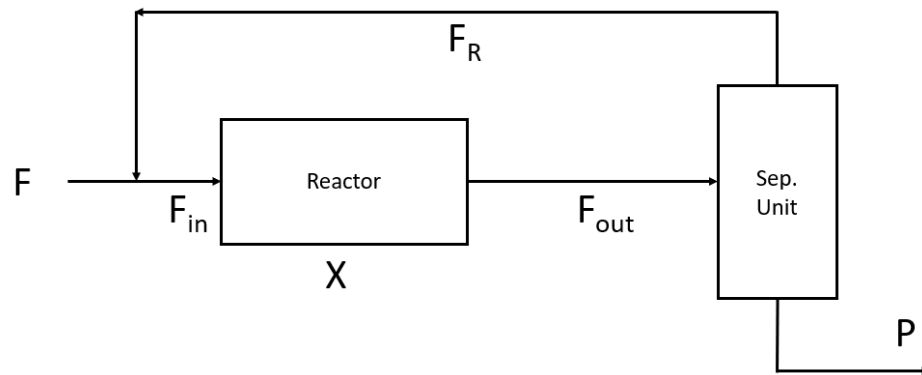 F_R
F
F_in
Reactor
X
F_out
Sep.
Unit
P